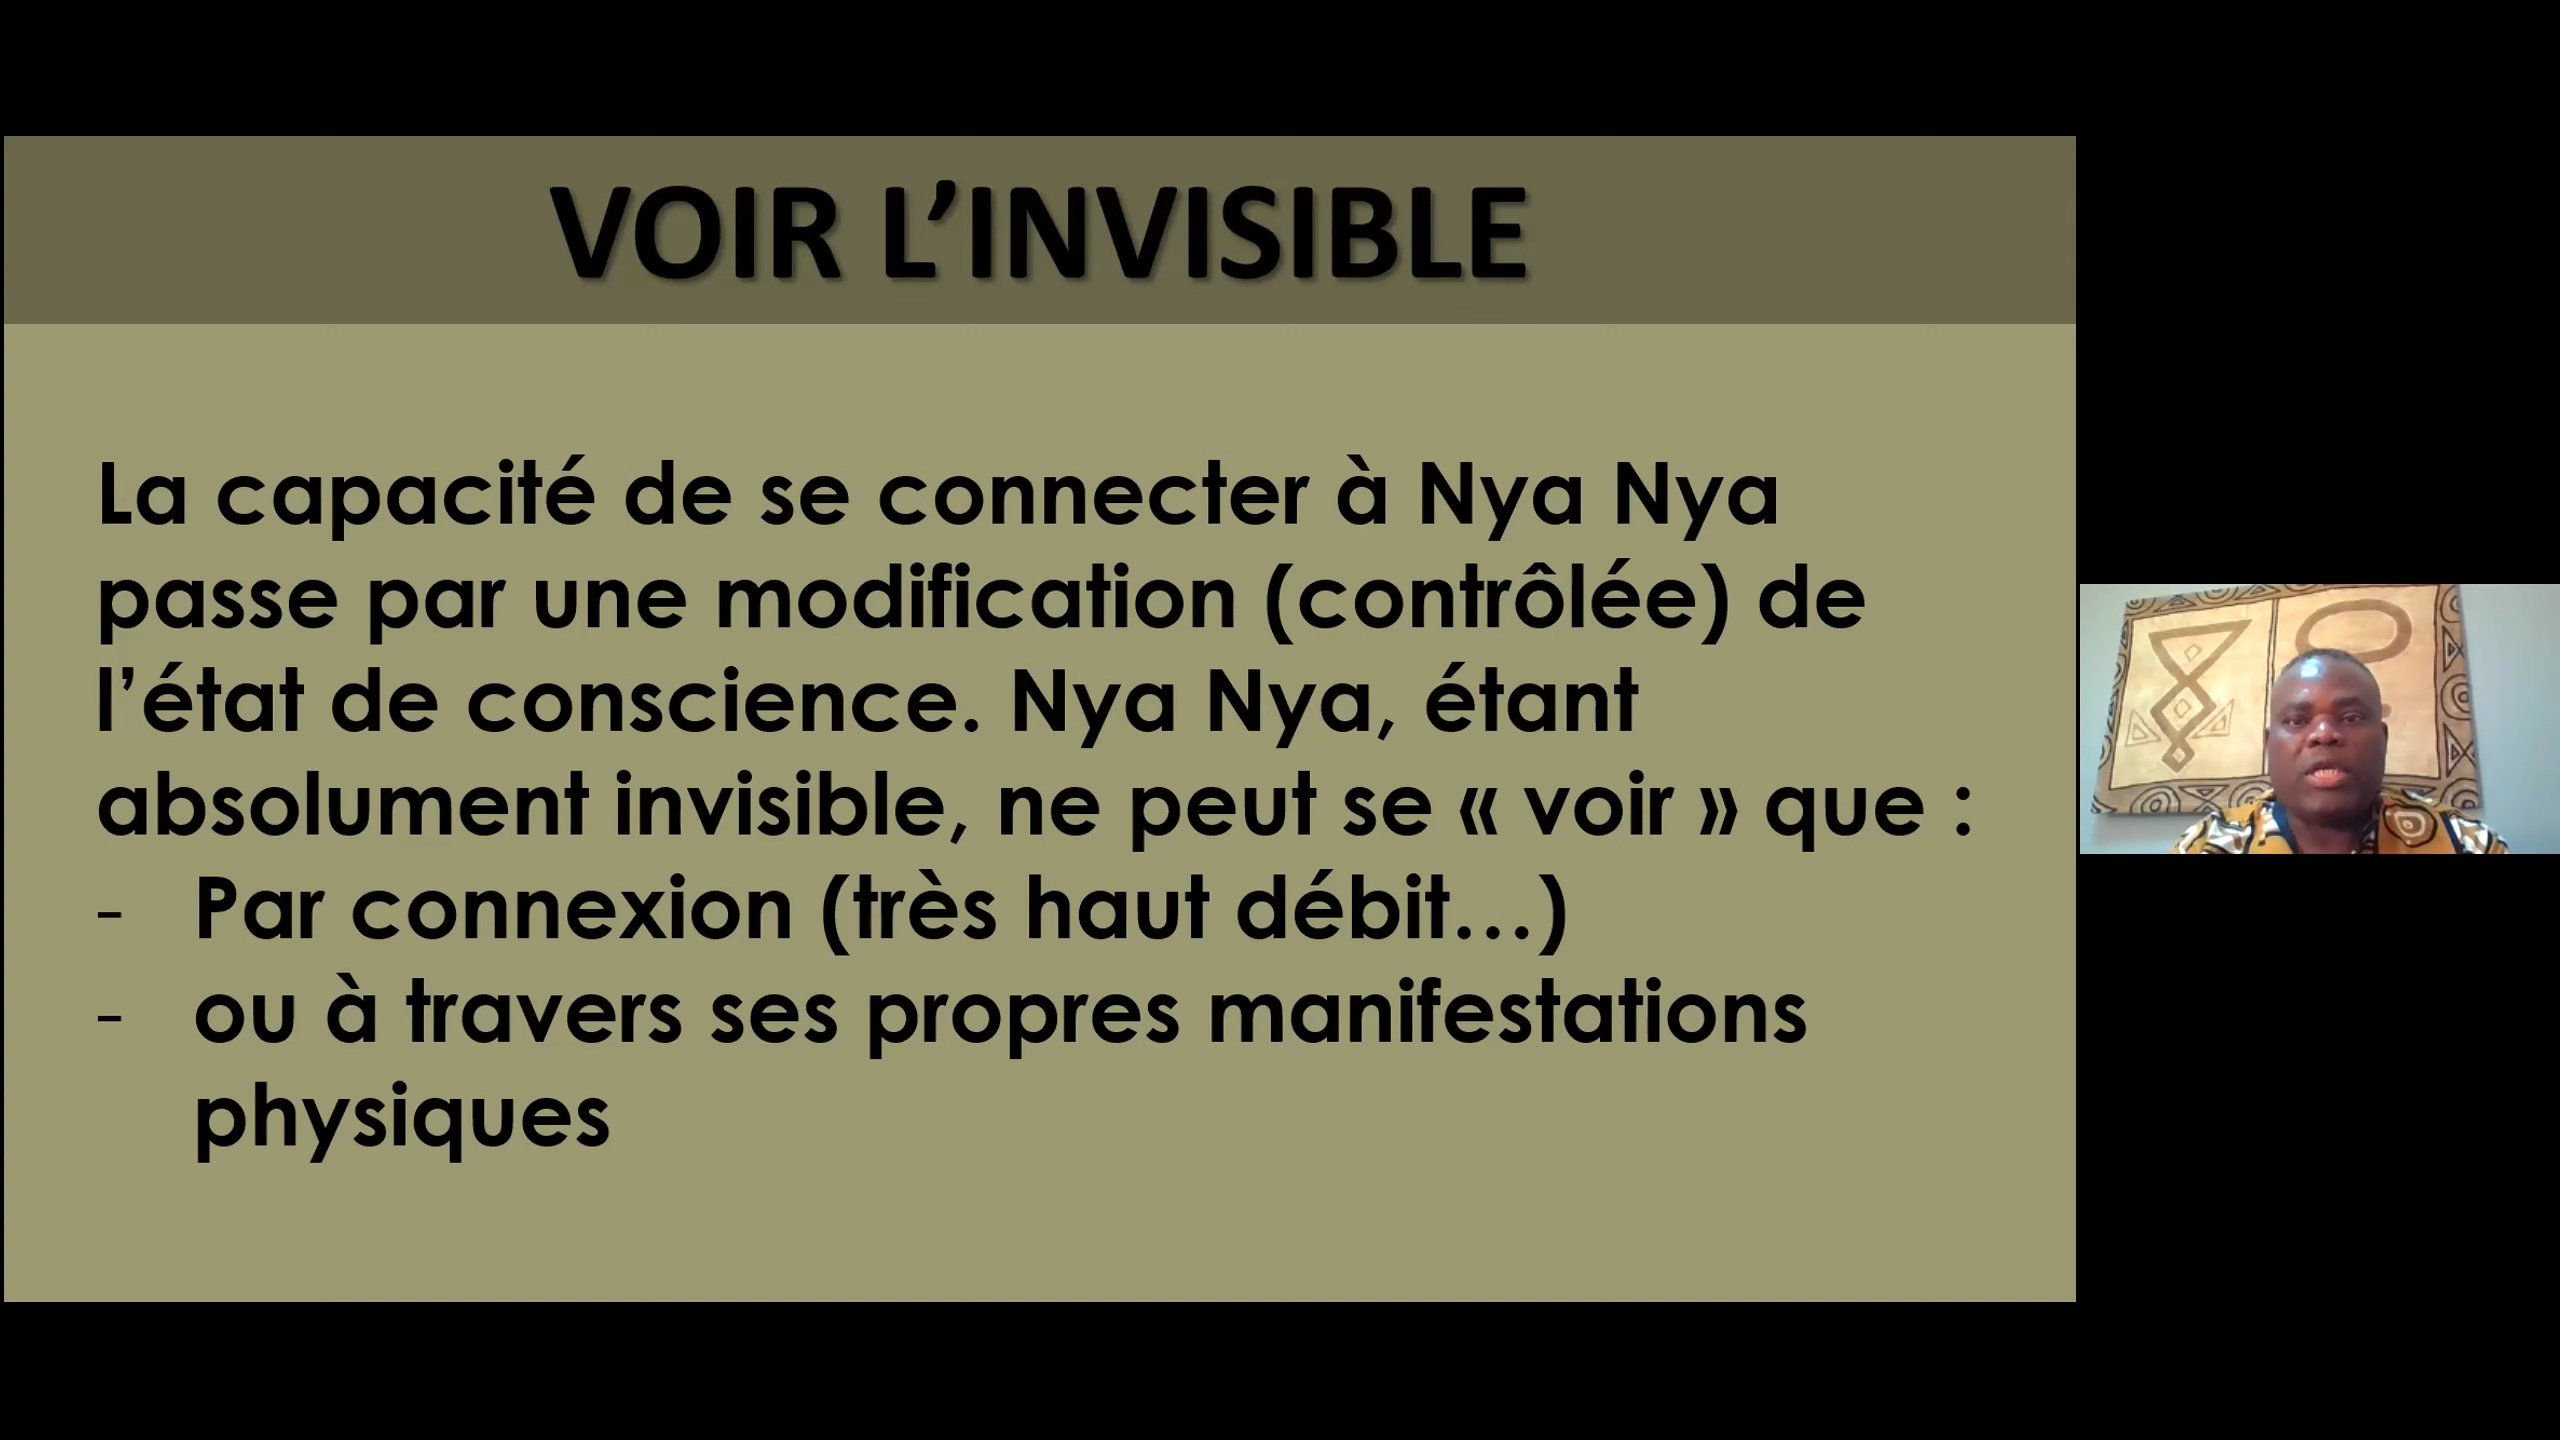 VOIR L’INVISIBLE
La capacité de se connecter à Nya Nya
passe par une modification (contrôlée) de
l’état de conscience. Nya Nya, étant
absolument invisible, ne peut se « voir » que :
- Par connexion (très haut débit…)
- ou à travers ses propres manifestations
physiques